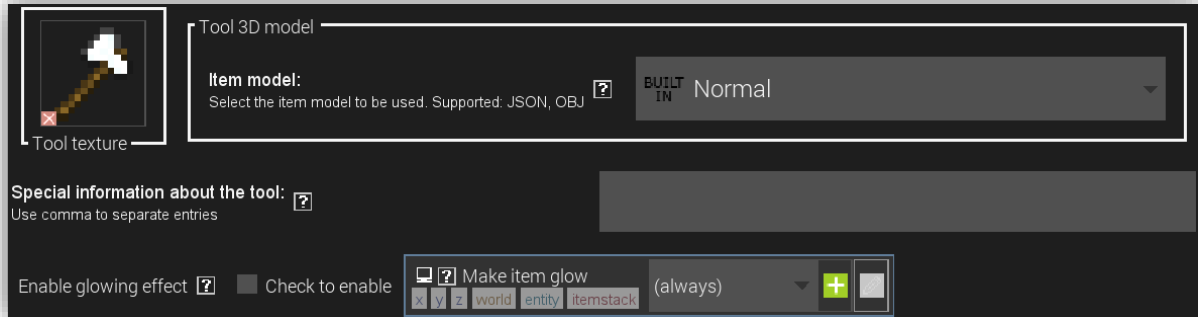 Tool 3D model
Item model:
Select the item model to be used. Supported: JSON, OBJ
?
BUILT IN
Normal
Tool texture
Special information about the tool:
?
Use comma to separate entries
Enable glowing effect ? Check to enable
? Make item glow
x y z world entity itemstack
(always)